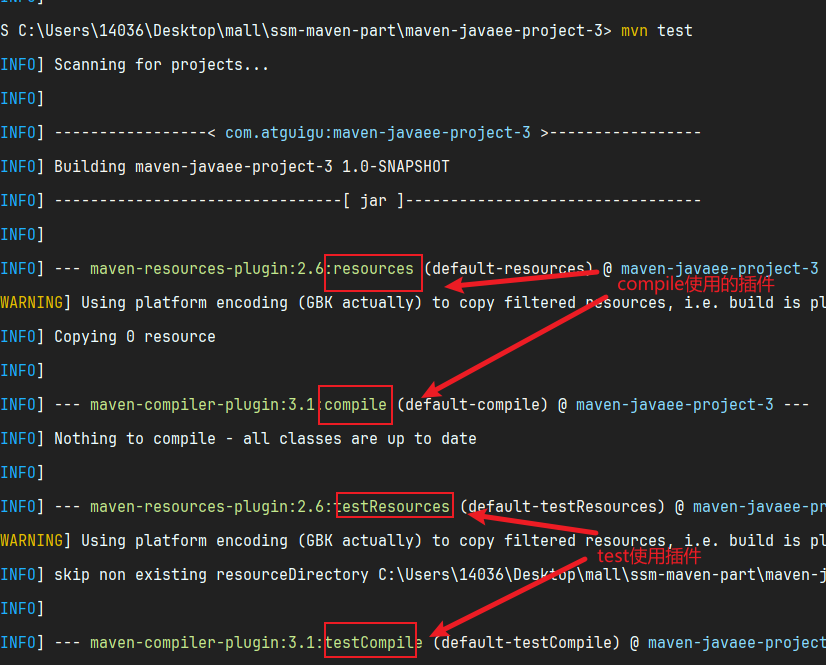 INFO]
S C:\Users\14036\Desktop\mall\ssm-maven-part\maven-javaee-project-3> mvn test
INFO] Scanning for projects...
INFO]
INFO] -----------------< com.atguigu:maven-javaee-project-3 >-----------------
INFO] Building maven-javaee-project-3 1.0-SNAPSHOT
INFO] --------------------------------[ jar ]---------------------------------
INFO]
INFO] --- maven-resources-plugin:2.6:resources (default-resources) @ maven-javaee-project-3
compile使用的插件
WARNING] Using platform encoding (GBK actually) to copy filtered resources, i.e. build is pl
INFO] Copying 0 resource
INFO]
INFO] --- maven-compiler-plugin:3.1:compile (default-compile) @ maven-javaee-project-3 ---
INFO] Nothing to compile - all classes are up to date
INFO]
INFO] --- maven-resources-plugin:2.6:testResources (default-testResources) @ maven-javaee-pr
WARNING] Using platform encoding (GBK actually) to copy filtered resources, i.e. build is pl
test使用插件
INFO] skip non existing resourceDirectory C:\Users\14036\Desktop\mall\ssm-maven-part\maven-j
INFO]
INFO] --- maven-compiler-plugin:3.1:testCompile (default-testCompile) @ maven-javaee-project